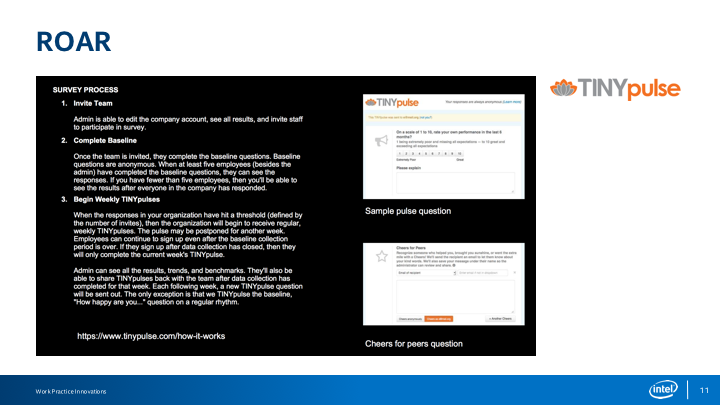 ROAR
SURVEY PROCESS
1. Invite Team
Admin is able to edit the company account, see all results, and invite staff
to participate in survey.
2. Complete Baseline
Once the team is invited, they complete the baseline questions. Baseline
questions are anonymous. When at least five employees (besides the
admin) have completed the baseline questions, they can see the
responses. If you have fewer than five employees, then you'll be able to
see the results after everyone in the company has responded.
3. Begin Weekly TINYpulses
When the responses in your organization have hit a threshold (defined by
the number of invites), then the organization will begin to receive regular,
weekly TINYpulses. The pulse may be postponed for another week.
Employees can continue to sign up even after the baseline collection
period is over. If they sign up after data collection has closed, then they
will only complete the current week's TINYpulse.
Admin can see all the results, trends, and benchmarks. They'll also be
able to share TINYpulses back with the team after data collection has
completed for that week. Each following week, a new TINYpulse question
will be sent out. The only exception is that we TINYpulse the baseline,
"How happy are you..." question on a regular rhythm.
https://www.tinypulse.com/how-it-works
TINYpulse
Your responses are always anonymous (Learn more)
On a scale of 1 to 10, rate your own performance in the last 6
months?
1 2 3 4 5 6 7 8 9 10
Extremely Poor
Great
Please explain
Sample pulse question
Cheers for Peers
Cheers for peers question
TINYpulse
Work Practice Innovations
intel
11